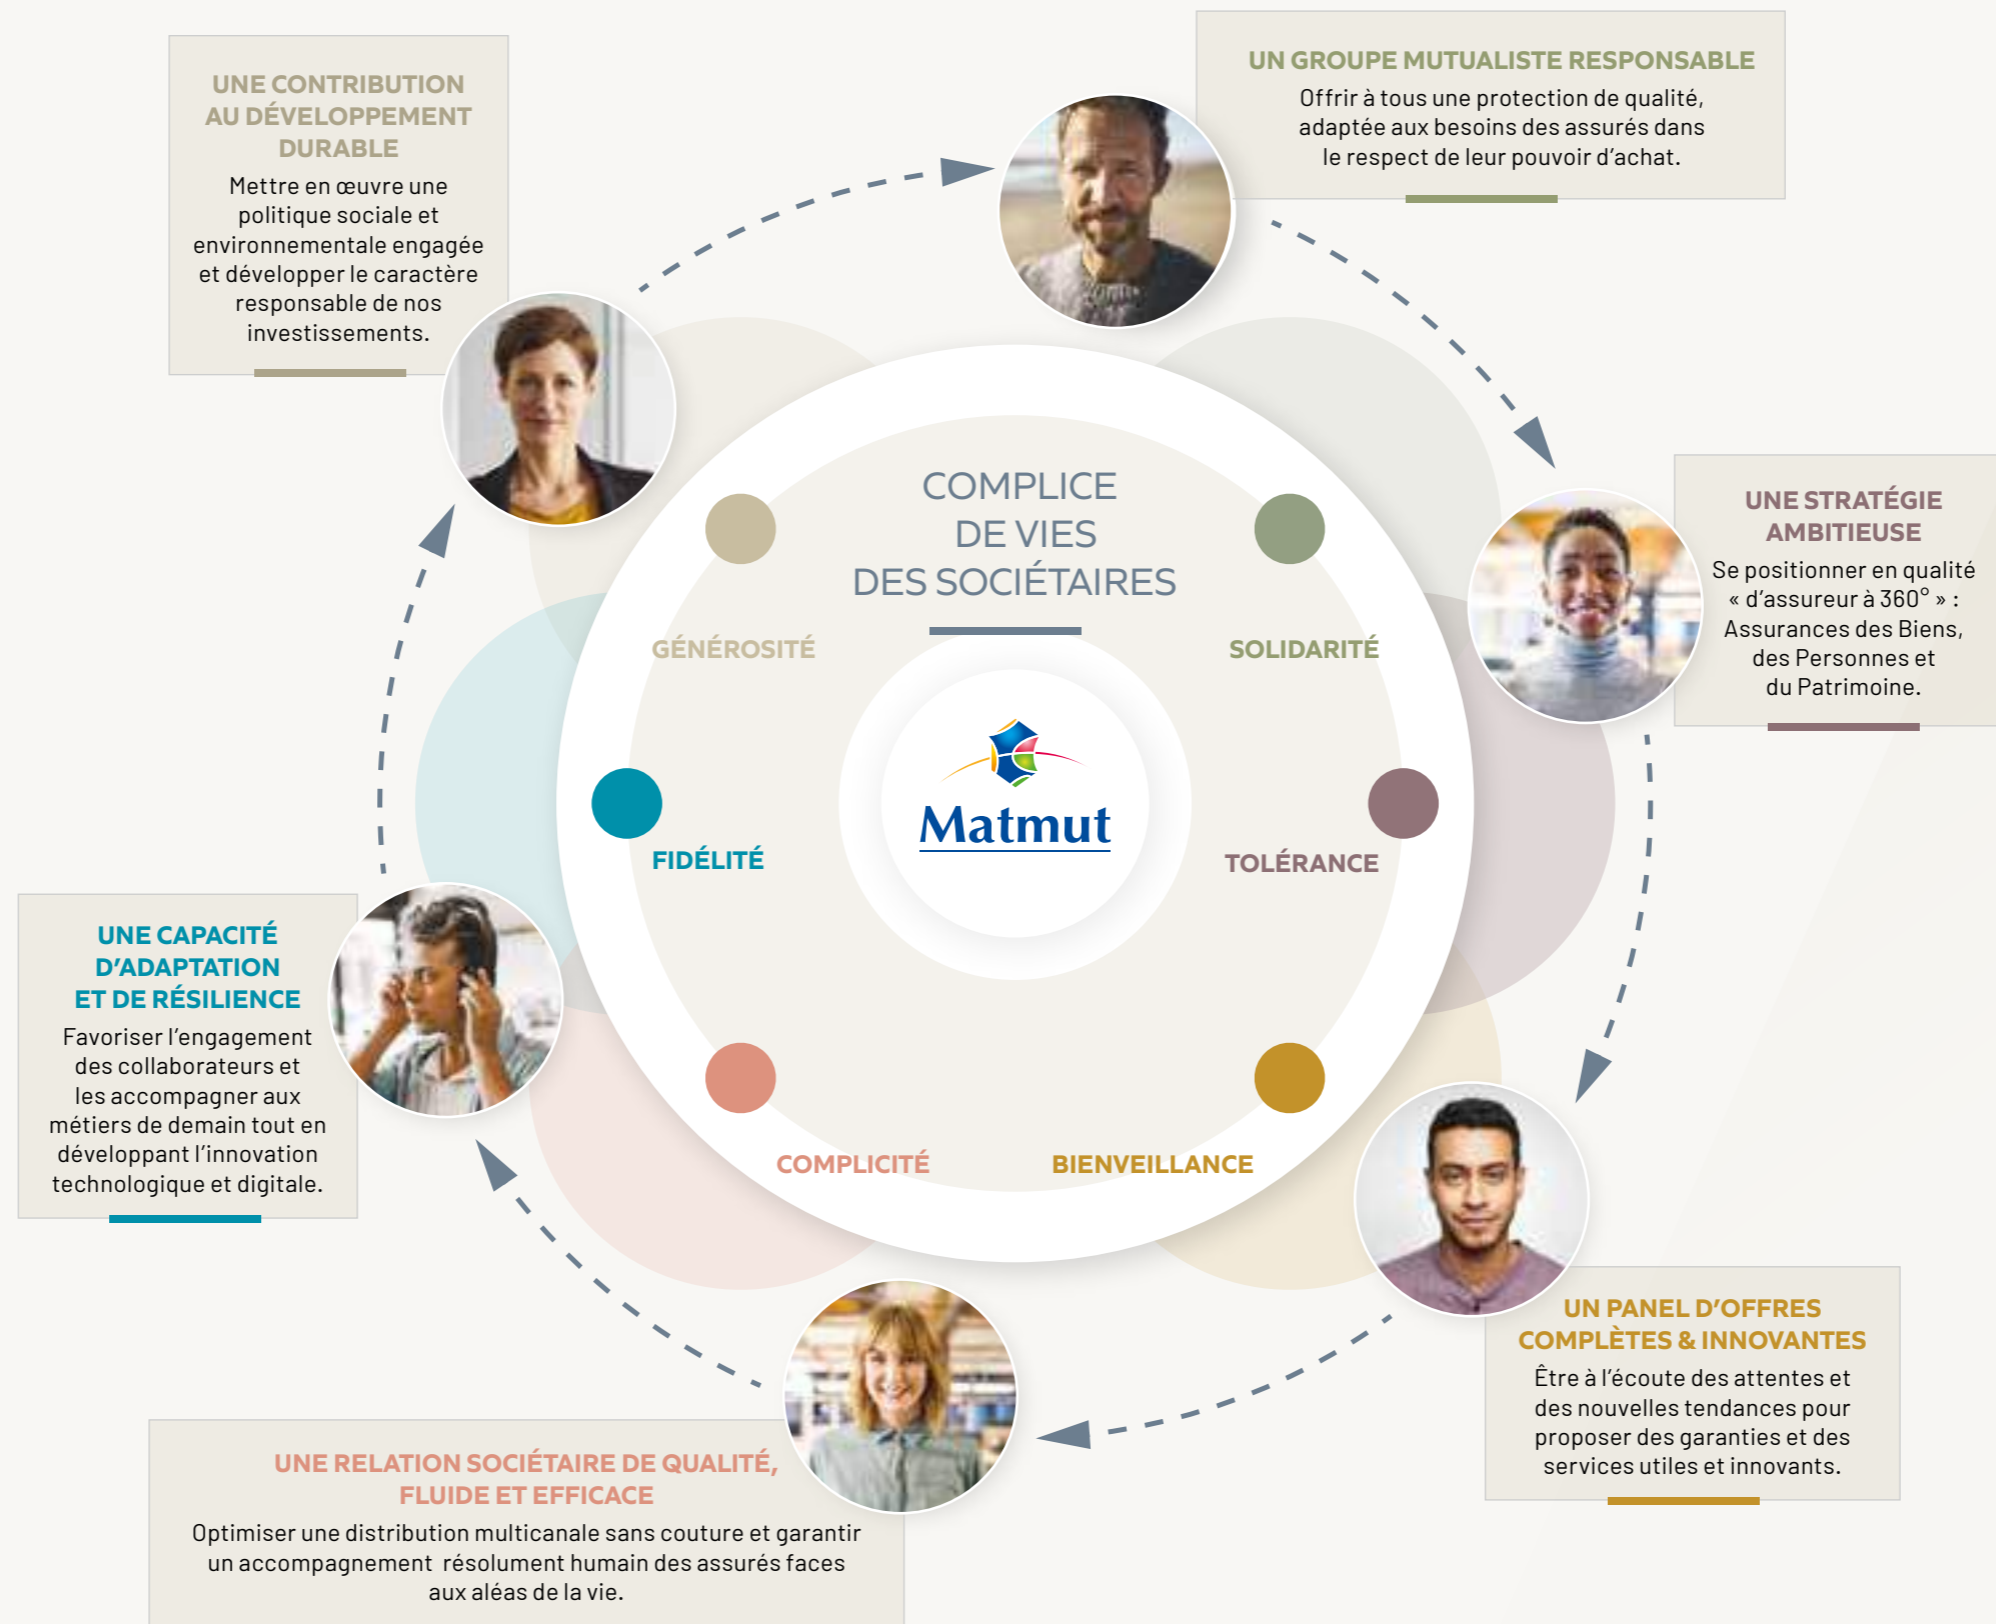 UN GROUPE MUTUALISTE RESPONSABLE
Offrir à tous une protection de qualité,
adaptée aux besoins des assurés dans
le respect de leur pouvoir d'achat.
UNE CONTRIBUTION
AU DÉVELOPPEMENT
DURABLE
Mettre en œuvre une
politique sociale et
environnementale engagée
et développer le caractère
responsable de nos
investissements.
COMPLICE
DE VIES
DES SOCIÉTAIRES
UNE STRATÉGIE
AMBITIEUSE
Se positionner en qualité
« d'assureur à 360° » :
Assurances des Biens,
des Personnes et
du Patrimoine.
GÉNÉROSITÉ
SOLIDARITÉ
Matmut
FIDÉLITÉ
TOLÉRANCE
UNE CAPACITÉ
D'ADAPTATION
ET DE RÉSILIENCE
Favoriser l'engagement
des collaborateurs et
les accompagner aux
métiers de demain tout en
développant l'innovation
technologique et digitale.
COMPLICITÉ
BIENVEILLANCE
UN PANEL D'OFFRES
COMPLÈTES & INNOVANTES
Être à l'écoute des attentes et
des nouvelles tendances pour
proposer des garanties et des
services utiles et innovants.
UNE RELATION SOCIÉTAIRE DE QUALITÉ,
FLUIDE ET EFFICACE
Optimiser une distribution multicanale sans couture et garantir
un accompagnement résolument humain des assurés faces
aux aléas de la vie.